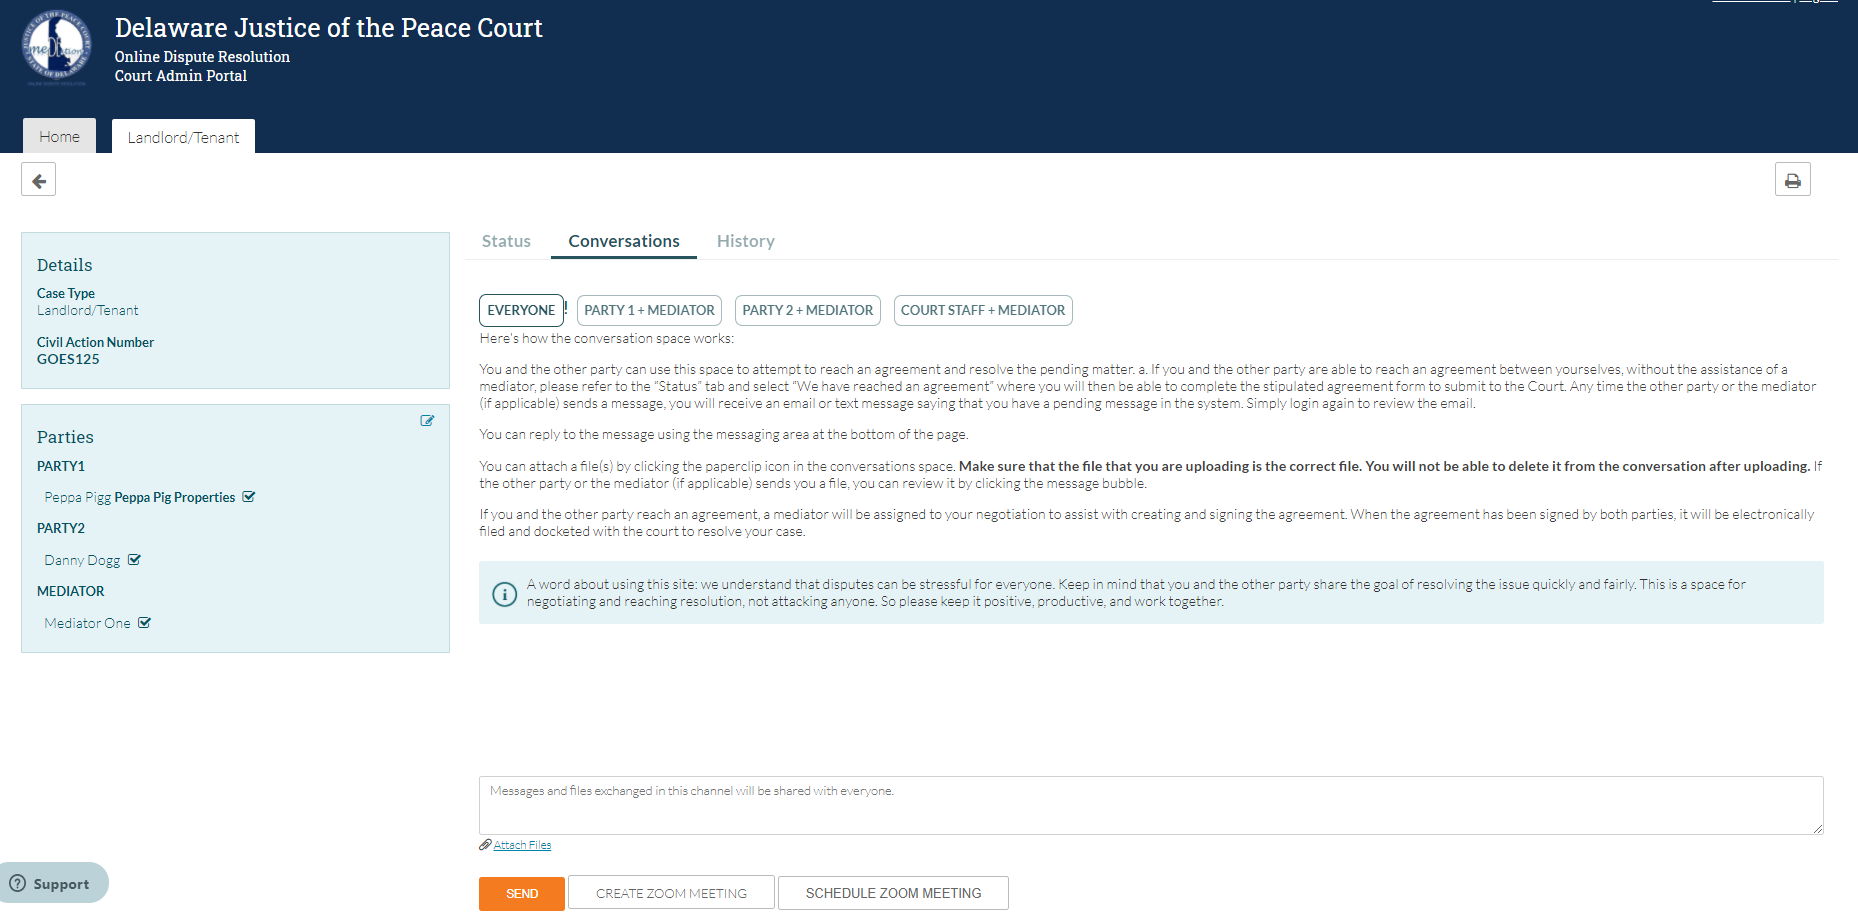 Delaware Justice of the Peace Court
Online Dispute Resolution
Court Admin Portal
Home
Landlord/Tenant
Details
Case Type
Landlord/Tenant
Civil Action Number
GOES125
Parties
PARTY1
Peppa Pigg Peppa Pig Properties
PARTY2
Danny Dogg
MEDIATOR
Mediator One
Status
Conversations
History
EVERYONE !
PARTY 1 + MEDIATOR
PARTY 2 + MEDIATOR
COURT STAFF + MEDIATOR
Here's how the conversation space works:
You and the other party can use this space to attempt to reach an agreement and resolve the pending matter. a. If you and the other party are able to reach an agreement between yourselves, without the assistance of a
mediator, please refer to the "Status" tab and select "We have reached an agreement" where you will then be able to complete the stipulated agreement form to submit to the Court. Any time the other party or the mediator
(if applicable) sends a message, you will receive an email or text message saying that you have a pending message in the system. Simply login again to review the email.
You can reply to the message using the messaging area at the bottom of the page.
You can attach a file(s) by clicking the paperclip icon in the conversations space. Make sure that the file that you are uploading is the correct file. You will not be able to delete it from the conversation after uploading. If
the other party or the mediator (if applicable) sends you a file, you can review it by clicking the message bubble.
If you and the other party reach an agreement, a mediator will be assigned to your negotiation to assist with creating and signing the agreement. When the agreement has been signed by both parties, it will be electronically
filed and docketed with the court to resolve your case.
A word about using this site: we understand that disputes can be stressful for everyone. Keep in mind that you and the other party share the goal of resolving the issue quickly and fairly. This is a space for
negotiating and reaching resolution, not attacking anyone. So please keep it positive, productive, and work together.
Messages and files exchanged in this channel will be shared with everyone.
Attach Files
SEND
CREATE ZOOM MEETING
SCHEDULE ZOOM MEETING
Support